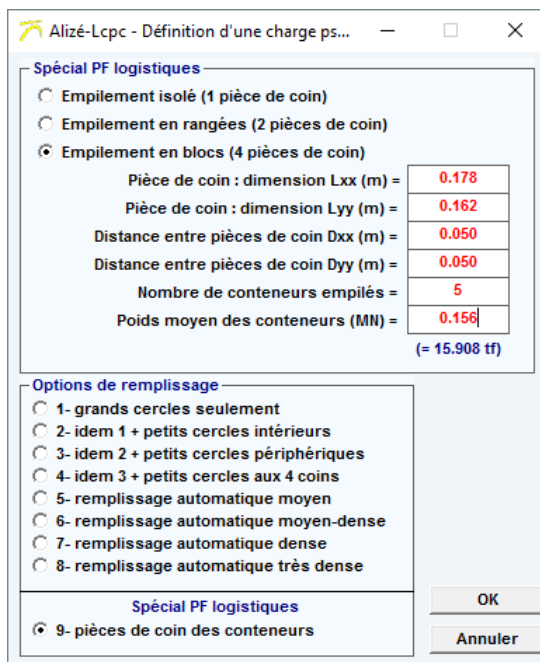 Alizé-Lcpc - Définition d'une charge ps...
Spécial PF logistiques
Empilement isolé (1 pièce de coin)
Empilement en rangées (2 pièces de coin)
Empilement en blocs (4 pièces de coin)
Pièce de coin : dimension Lxx (m) = 0.178
Pièce de coin : dimension Lyy (m) = 0.162
Distance entre pièces de coin Dxx (m) = 0.050
Distance entre pièces de coin Dyy (m) = 0.050
Nombre de conteneurs empilés = 5
Poids moyen des conteneurs (MN) = 0.156
(= 15.908 tf)
Options de remplissage
1- grands cercles seulement
2- idem 1 + petits cercles intérieurs
3- idem 2 + petits cercles périphériques
4- idem 3 + petits cercles aux 4 coins
5- remplissage automatique moyen
6- remplissage automatique moyen-dense
7- remplissage automatique dense
8- remplissage automatique très dense
Spécial PF logistiques
9- pièces de coin des conteneurs
OK
Annuler